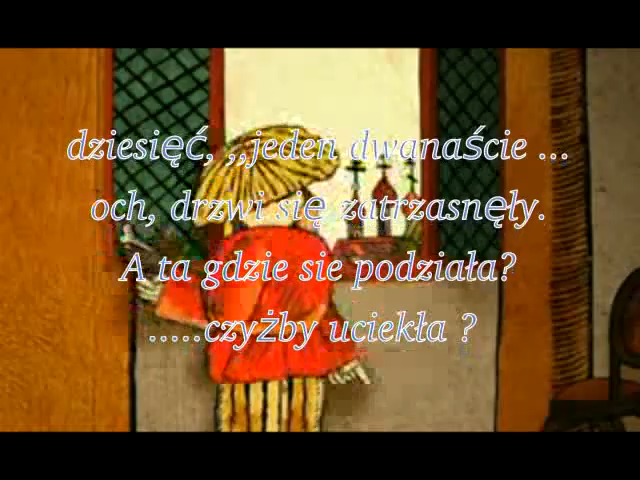 dziesięć, ,,jeden dwanaście ...
och, drzwi się zatrzasnęły.
A ta gdzie sie podziała?
.....czyżby uciekła ?